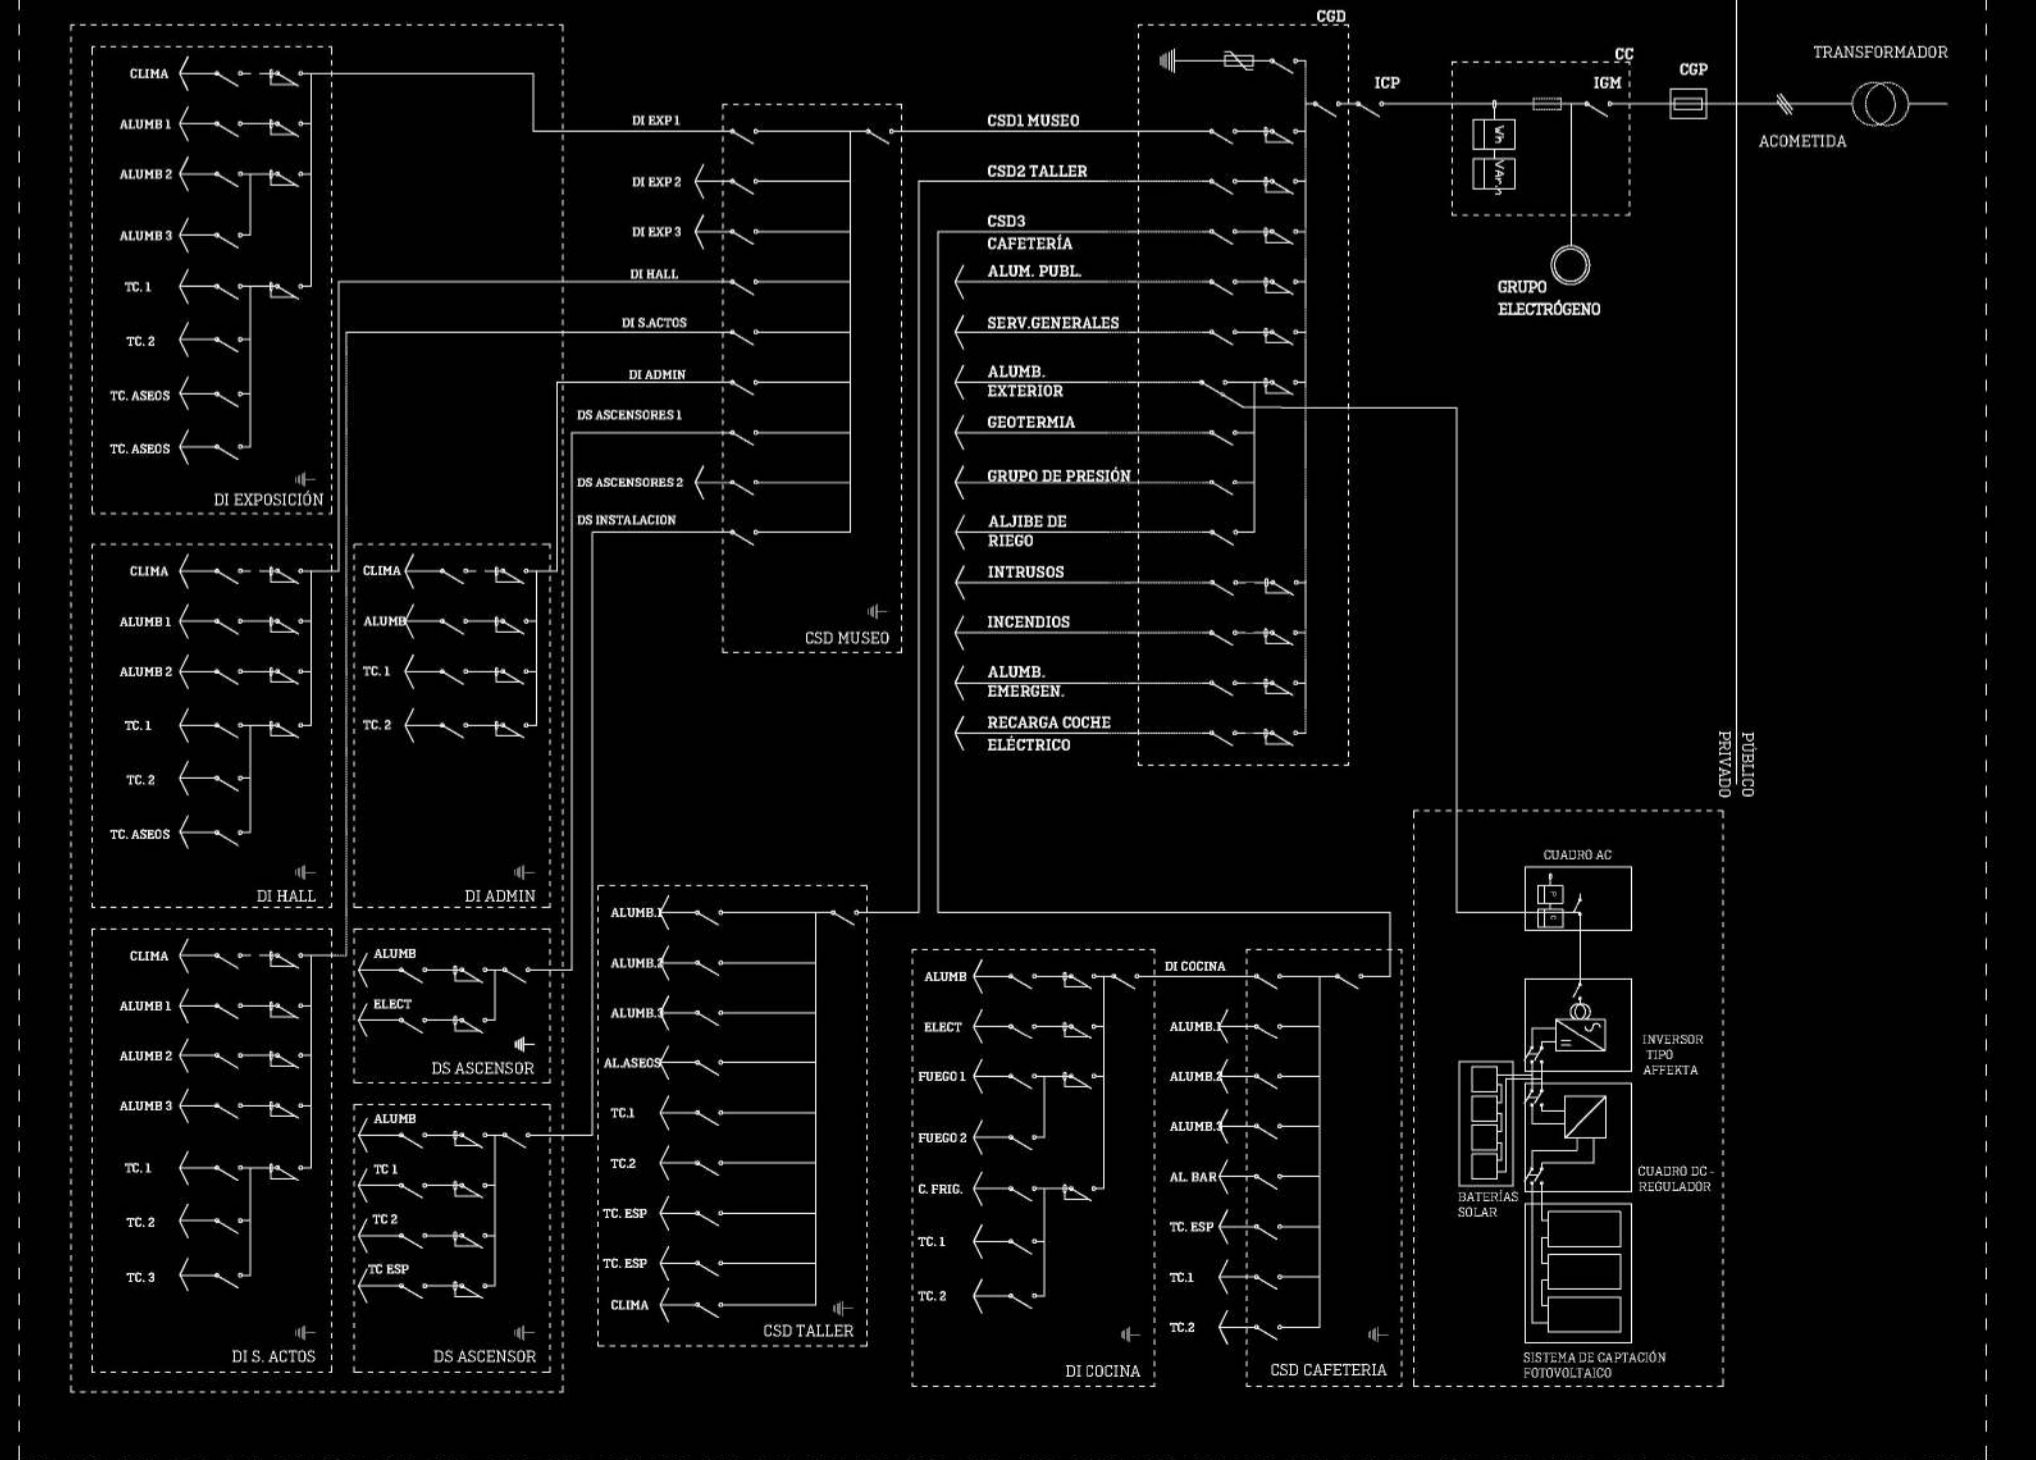 CGD
CC
CGP
TRANSFORMADOR
ICP
IGM
ACOMETIDA
Wh
VAr.h
GRUPO
ELECTRÓGENO
PÚBLICO
PRIVADO
CSD1 MUSEO
CSD2 TALLER
CSD3
CAFETERÍA
ALUM. PUBL.
SERV.GENERALES
ALUMB.
EXTERIOR
GEOTERMIA
GRUPO DE PRESIÓN
ALJIBE DE
RIEGO
INTRUSOS
INCENDIOS
ALUMB.
EMERGEN.
RECARGA COCHE
ELÉCTRICO
DI EXP 1
DI EXP 2
DI EXP 3
DI HALL
DI S.ACTOS
DI ADMIN
DS ASCENSORES 1
DS ASCENSORES 2
DS INSTALACION
CSD MUSEO
CLIMA
ALUMB 1
ALUMB 2
ALUMB 3
TC. 1
TC. 2
TC. ASEOS
TC. ASEOS
DI EXPOSICIÓN
CLIMA
ALUMB 1
ALUMB 2
TC. 1
TC. 2
TC. ASEOS
DI HALL
CLIMA
ALUMB
TC. 1
TC. 2
DI ADMIN
CLIMA
ALUMB 1
ALUMB 2
ALUMB 3
TC. 1
TC. 2
TC. 3
DI S. ACTOS
ALUMB
ELECT
DS ASCENSOR
ALUMB
TC 1
TC 2
TC ESP
DS ASCENSOR
ALUMB.1
ALUMB.2
ALUMB.3
AL.ASEOS
TC.1
TC.2
TC. ESP
TC. ESP
CLIMA
CSD TALLER
ALUMB
ELECT
FUEGO 1
FUEGO 2
C. FRIG.
TC. 1
TC. 2
DI COCINA
DI COCINA
ALUMB.1
ALUMB.2
ALUMB.3
AL. BAR
TC. ESP
TC.1
TC.2
CSD CAFETERIA
CUADRO AC
INVERSOR
TIPO
AFFEKTA
CUADRO DC -
REGULADOR
BATERÍAS
SOLAR
SISTEMA DE CAPTACIÓN
FOTOVOLTAICO